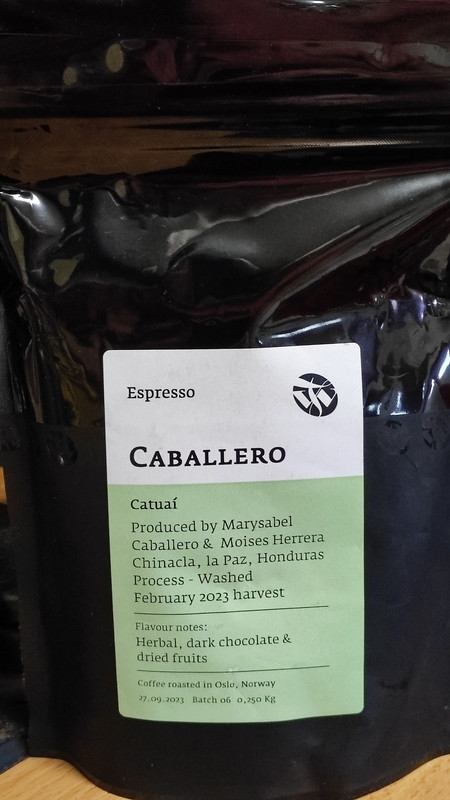 Espresso
CABALLERO
Catuaí
Produced by Marysabel
Caballero & Moises Herrera
Chinacla, la Paz, Honduras
Process - Washed
February 2023 harvest
Flavour notes:
Herbal, dark chocolate &
dried fruits
Coffee roasted in Oslo, Norway
27.09.2023 Batch 06 0,250 Kg